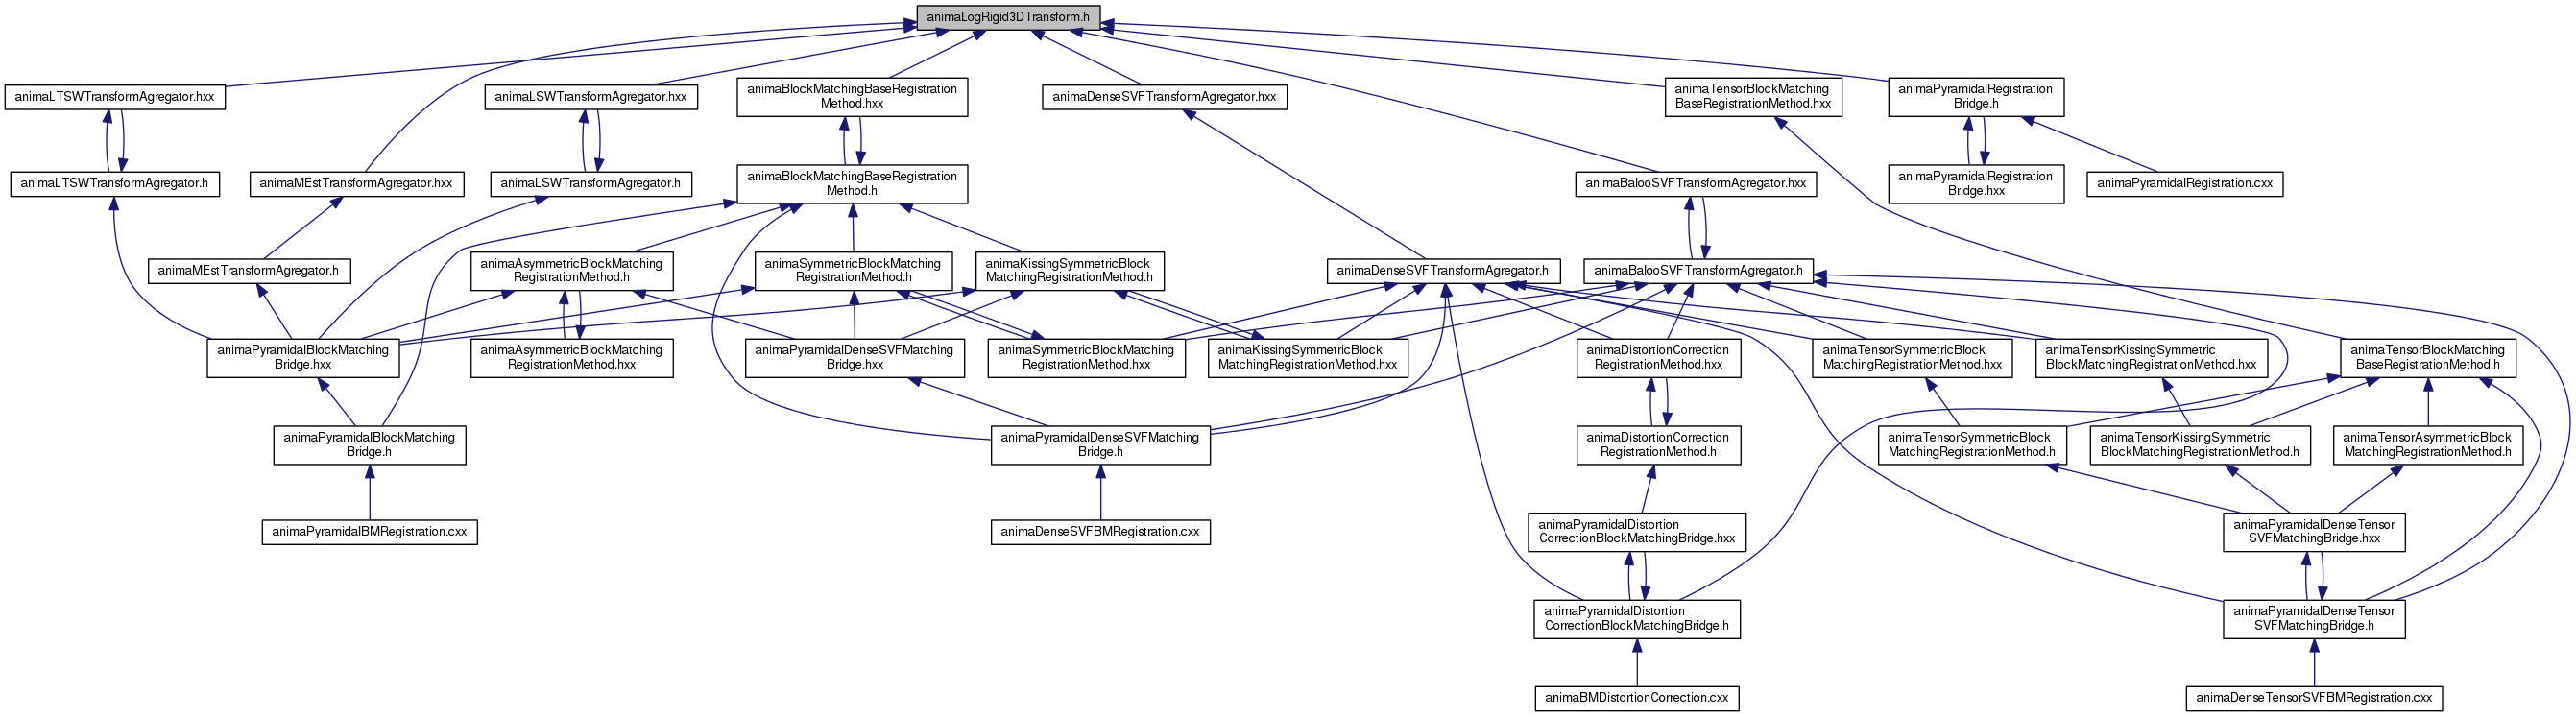 animaLogRigid3DTransform.h
animaLTSWTransformAgregator.hxx
animaLSWTransformAgregator.hxx
animaBlockMatchingBaseRegistration
Method.hxx
animaDenseSVFTransformAgregator.hxx
animaTensorBlockMatching
BaseRegistrationMethod.hxx
animaPyramidalRegistration
Bridge.h
animaLTSWTransformAgregator.h
animaMEstTransformAgregator.hxx
animaLSWTransformAgregator.h
animaBlockMatchingBaseRegistration
Method.h
animaBalooSVFTransformAgregator.hxx
animaPyramidalRegistration
Bridge.hxx
animaPyramidalRegistration.cxx
animaMEstTransformAgregator.h
animaAsymmetricBlockMatching
RegistrationMethod.h
animaSymmetricBlockMatching
RegistrationMethod.h
animaKissingSymmetricBlock
MatchingRegistrationMethod.h
animaDenseSVFTransformAgregator.h
animaBalooSVFTransformAgregator.h
animaPyramidalBlockMatching
Bridge.hxx
animaAsymmetricBlockMatching
RegistrationMethod.hxx
animaPyramidalDenseSVFMatching
Bridge.hxx
animaSymmetricBlockMatching
RegistrationMethod.hxx
animaKissingSymmetricBlock
MatchingRegistrationMethod.hxx
animaDistortionCorrection
RegistrationMethod.hxx
animaTensorSymmetricBlock
MatchingRegistrationMethod.hxx
animaTensorKissingSymmetric
BlockMatchingRegistrationMethod.hxx
animaTensorBlockMatching
BaseRegistrationMethod.h
animaPyramidalBlockMatching
Bridge.h
animaPyramidalDenseSVFMatching
Bridge.h
animaDistortionCorrection
RegistrationMethod.h
animaTensorSymmetricBlock
MatchingRegistrationMethod.h
animaTensorKissingSymmetric
BlockMatchingRegistrationMethod.h
animaTensorAsymmetricBlock
MatchingRegistrationMethod.h
animaPyramidalBMRegistration.cxx
animaDenseSVFBMRegistration.cxx
animaPyramidalDistortion
CorrectionBlockMatchingBridge.hxx
animaPyramidalDenseTensor
SVFMatchingBridge.hxx
animaPyramidalDistortion
CorrectionBlockMatchingBridge.h
animaPyramidalDenseTensor
SVFMatchingBridge.h
animaBMDistortionCorrection.cxx
animaDenseTensorSVFBMRegistration.cxx